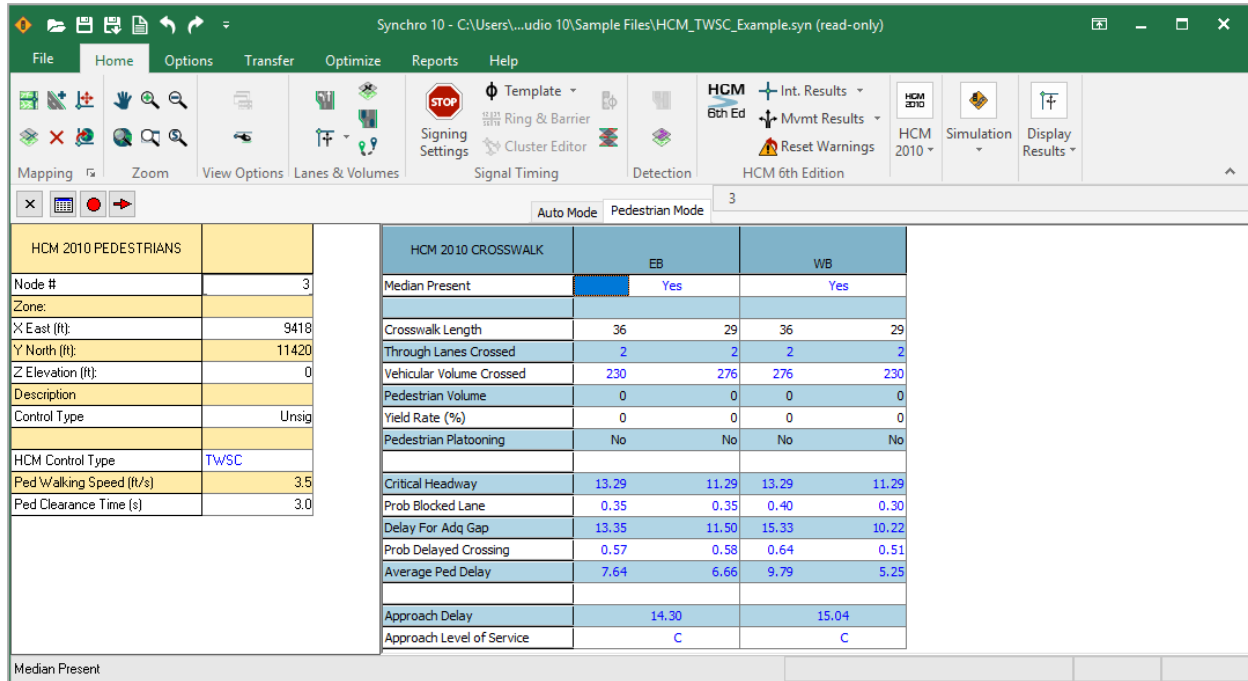 Synchro 10 - C:\Users\...udio 10\Sample Files\HCM_TWSC_Example.syn (read-only)
File Home Options Transfer Optimize Reports Help
STOP
Signing Settings
Template
Ring & Barrier
Cluster Editor
HCM 6th Ed
Int. Results
Mvmt Results
Reset Warnings
HCM 2010
HCM 2010
Simulation
Display Results
Mapping Zoom View Options Lanes & Volumes Signal Timing Detection HCM 6th Edition
Auto Mode Pedestrian Mode 3
HCM 2010 PEDESTRIANS
Node # 3
Zone:
X East (ft): 9418
Y North (ft): 11420
Z Elevation (ft): 0
Description
Control Type Unsig
HCM Control Type TWSC
Ped Walking Speed (ft/s) 3.5
Ped Clearance Time (s) 3.0
HCM 2010 CROSSWALK EB WB
Median Present Yes Yes
Crosswalk Length 36 29 36 29
Through Lanes Crossed 2 2 2 2
Vehicular Volume Crossed 230 276 276 230
Pedestrian Volume 0 0 0 0
Yield Rate (%) 0 0 0 0
Pedestrian Platooning No No No No
Critical Headway 13.29 11.29 13.29 11.29
Prob Blocked Lane 0.35 0.35 0.40 0.30
Delay For Adq Gap 13.35 11.50 15.33 10.22
Prob Delayed Crossing 0.57 0.58 0.64 0.51
Average Ped Delay 7.64 6.66 9.79 5.25
Approach Delay 14.30 15.04
Approach Level of Service C C
Median Present